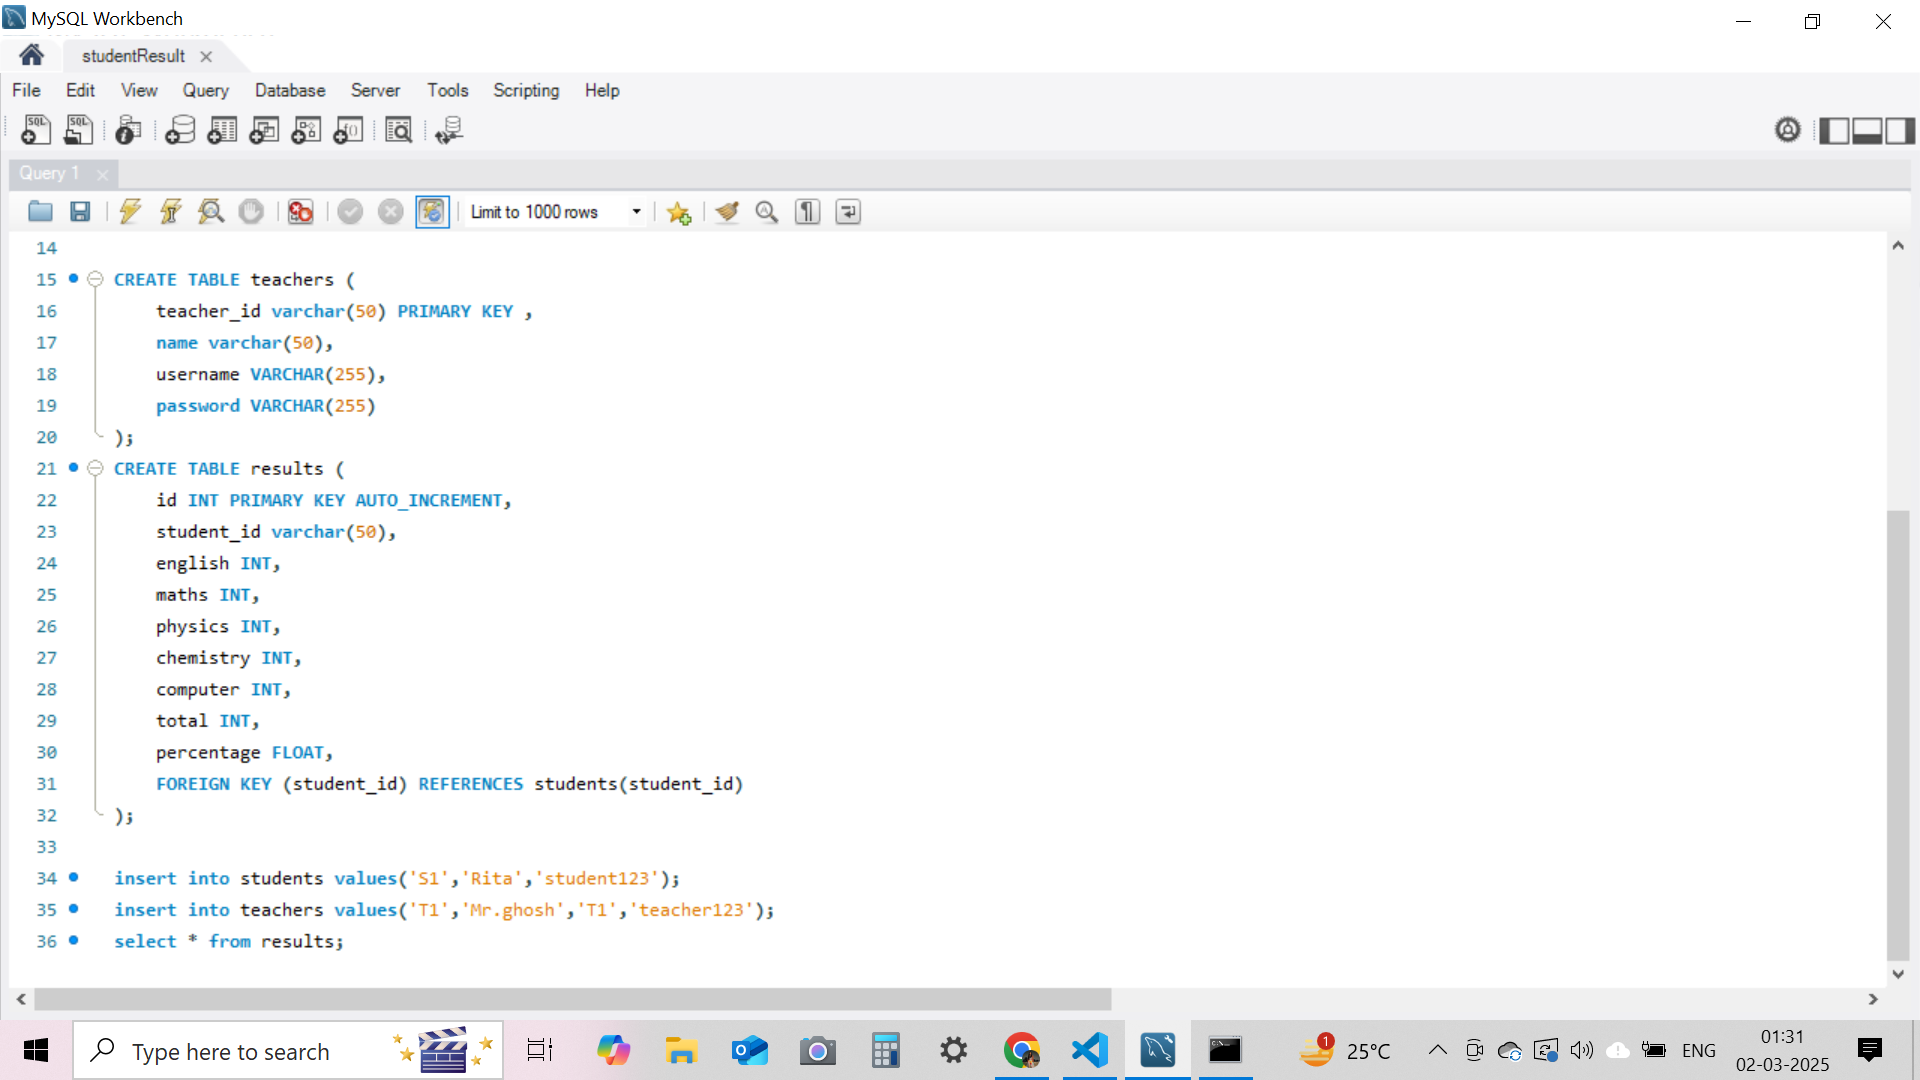 MySQL Workbench
studentResult
File Edit View Query Database Server Tools Scripting Help
Query 1
Limit to 1000 rows
14
15 CREATE TABLE teachers (
16 teacher_id varchar(50) PRIMARY KEY ,
17 name varchar(50),
18 username VARCHAR(255),
19 password VARCHAR(255)
20 );
21 CREATE TABLE results (
22 id INT PRIMARY KEY AUTO_INCREMENT,
23 student_id varchar(50),
24 english INT,
25 maths INT,
26 physics INT,
27 chemistry INT,
28 computer INT,
29 total INT,
30 percentage FLOAT,
31 FOREIGN KEY (student_id) REFERENCES students(student_id)
32 );
33
34 insert into students values('S1','Rita','student123');
35 insert into teachers values('T1','Mr.ghosh','T1','teacher123');
36 select * from results;
Type here to search
1
25°C
ENG
01:31
02-03-2025